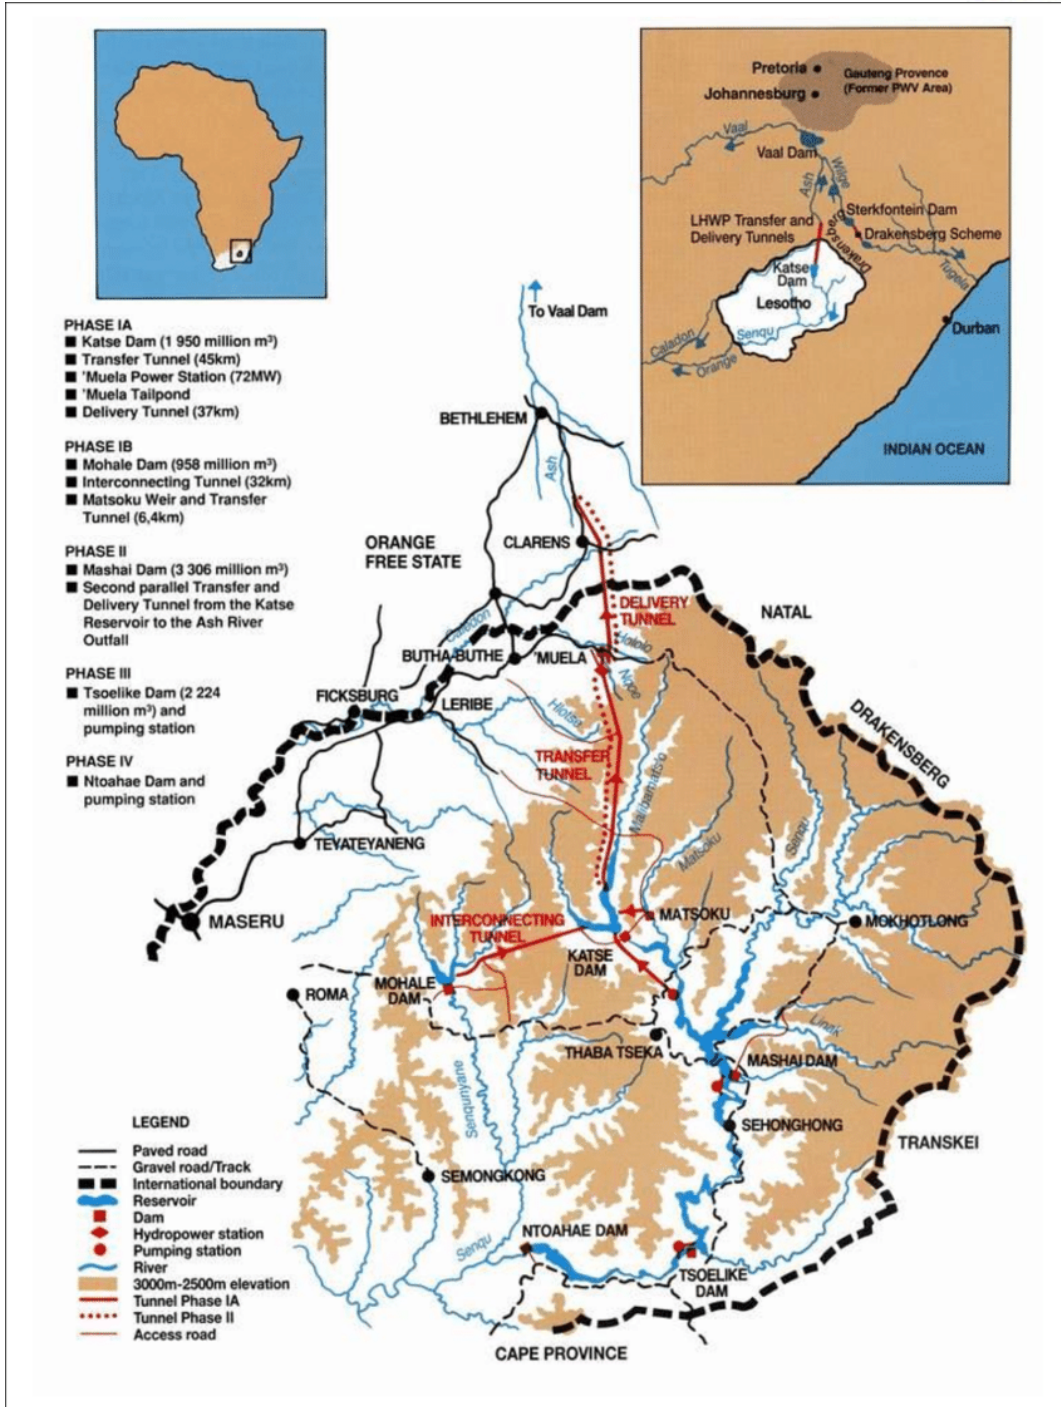 Pretoria
Johannesburg
Gauteng Provence
(Former PWV Area)
Vaal
Vaal Dam
Ash
Wilge
Sterkfontein Dam
LHWP Transfer and
Delivery Tunnels
Drakensberg
Drakensberg Scheme
Tugela
Katse
Dam
Lesotho
Senqu
Caladon
Orange
Durban
INDIAN OCEAN
To Vaal Dam
PHASE IA
■ Katse Dam (1 950 million m³)
■ Transfer Tunnel (45km)
■ 'Muela Power Station (72MW)
■ 'Muela Tailpond
■ Delivery Tunnel (37km)
PHASE IB
■ Mohale Dam (958 million m³)
■ Interconnecting Tunnel (32km)
■ Matsoku Weir and Transfer
Tunnel (6,4km)
PHASE II
■ Mashai Dam (3 306 million m³)
■ Second parallel Transfer and
Delivery Tunnel from the Katse
Reservoir to the Ash River
Outfall
PHASE III
■ Tsoelike Dam (2 224
million m³) and
pumping station
PHASE IV
■ Ntoahae Dam and
pumping station
BETHLEHEM
Ash
CLARENS
ORANGE
FREE STATE
DELIVERY
TUNNEL
NATAL
Caledon
Hololo
BUTHA-BUTHE
'MUELA
Nqoe
FICKSBURG
LERIBE
Hlotse
DRAKENSBERG
TRANSFER
TUNNEL
Malibamats'o
Matsoku
Senqu
TEYATEYANENG
MASERU
INTERCONNECTING
TUNNEL
MATSOKU
MOKHOTLONG
KATSE
DAM
MOHALE
DAM
ROMA
Linak
THABA TSEKA
MASHAI DAM
Senqunyane
SEHONGHONG
TRANSKEI
SEMONGKONG
NTOAHAE DAM
Senqu
TSOELIKE
DAM
CAPE PROVINCE
LEGEND
Paved road
Gravel road/Track
International boundary
Reservoir
Dam
Hydropower station
Pumping station
River
3000m-2500m elevation
Tunnel Phase IA
Tunnel Phase II
Access road